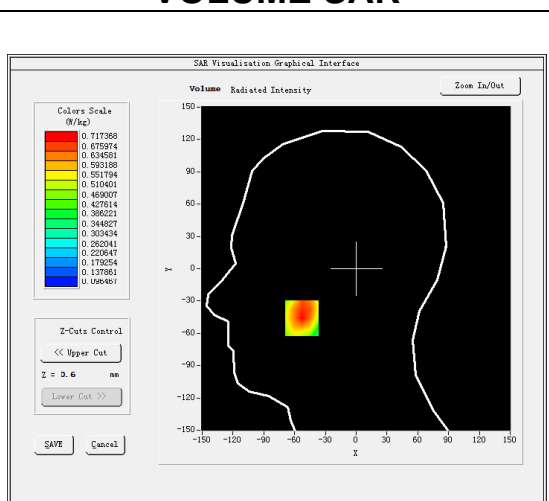 VOLUME SAR
SAR Visualisation Graphical Interface
Volume Radiated Intensity
Zoom In/Out
Colors Scale
(W/kg)
0.717368
0.675974
0.634581
0.593188
0.551794
0.510401
0.469007
0.427614
0.386221
0.344827
0.303434
0.262041
0.220647
0.179254
0.137861
0.096467
Z-Cuts Control
<< Upper Cut
Z = 0.6 mm
Lower Cut >>
SAVE Cancel
150
120
90
60
30
0
-30
-60
-90
-120
-150
Y
-150 -120 -90 -60 -30 0 30 60 90 120 150
X